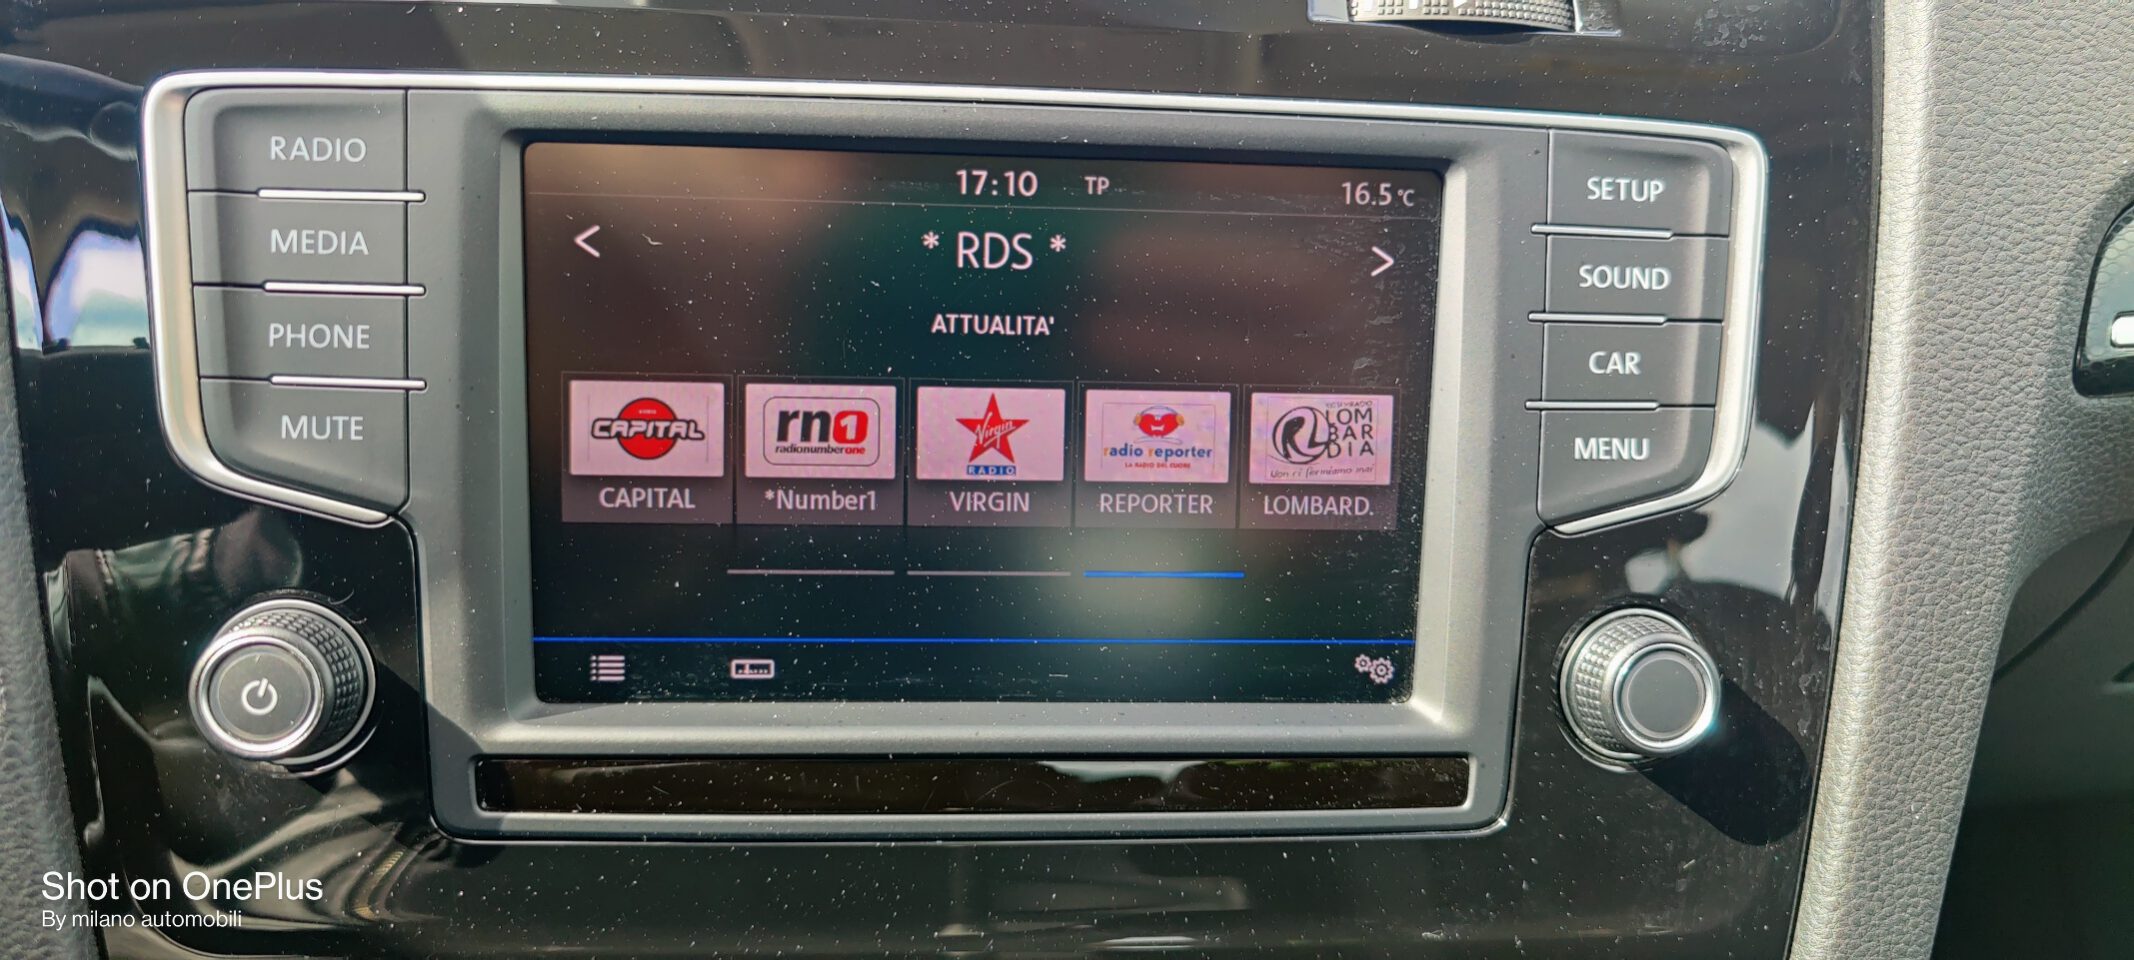 RADIO
MEDIA
PHONE
MUTE
17:10 TP 16.5 °C
< * RDS * >
ATTUALITA'
CAPITAL
rn1
radionumberone
Virgin
RADIO
radio reporter
LA RADIO DEL CUORE
RL LOM
BAR
DIA
Non ci fermiamo mai
CAPITAL *Number1 VIRGIN REPORTER LOMBARD.
SETUP
SOUND
CAR
MENU
Shot on OnePlus
By milano automobili